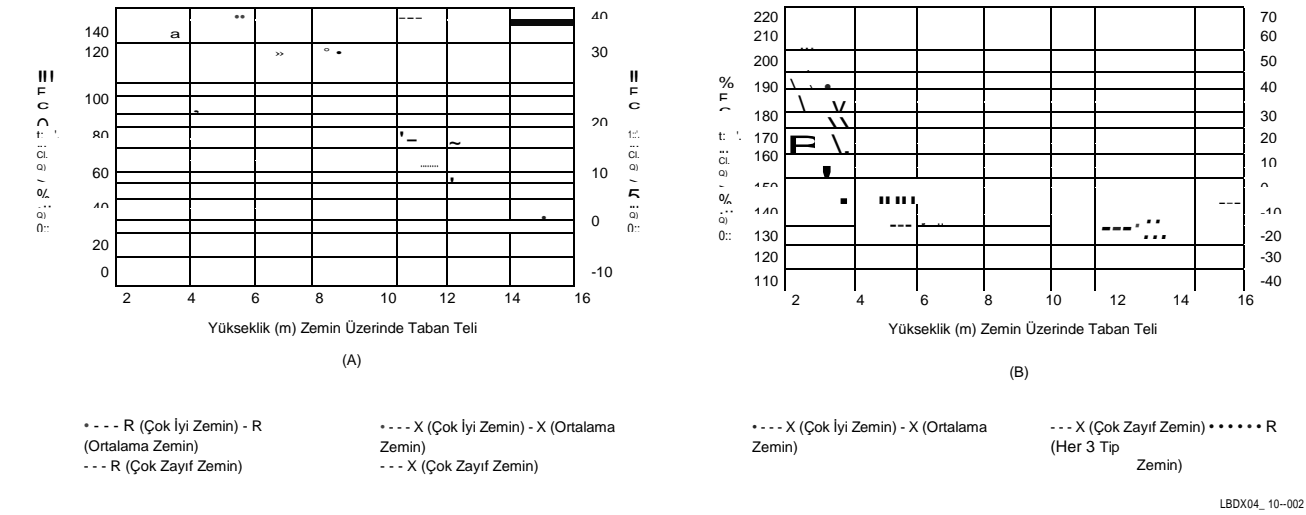 140
120
100
80
60
40
20
0
40
30
20
10
0
-10
2 4 6 8 10 12 14 16
Yükseklik (m) Zemin Üzerinde Taban Teli
(A)
220
210
200
190
180
170
160
150
140
130
120
110
70
60
50
40
30
20
10
0
-10
-20
-30
-40
2 4 6 8 10 12 14 16
Yükseklik (m) Zemin Üzerinde Taban Teli
(B)
•- - - R (Çok İyi Zemin) - R
(Ortalama Zemin)
- - - R (Çok Zayıf Zemin)
•- - - X (Çok İyi Zemin) - X (Ortalama
Zemin)
- - - X (Çok Zayıf Zemin)
•- - - X (Çok İyi Zemin) - X (Ortalama
Zemin)
- - - X (Çok Zayıf Zemin) • • • • • • R
(Her 3 Tip
Zemin)
LBDX04_ 10--002